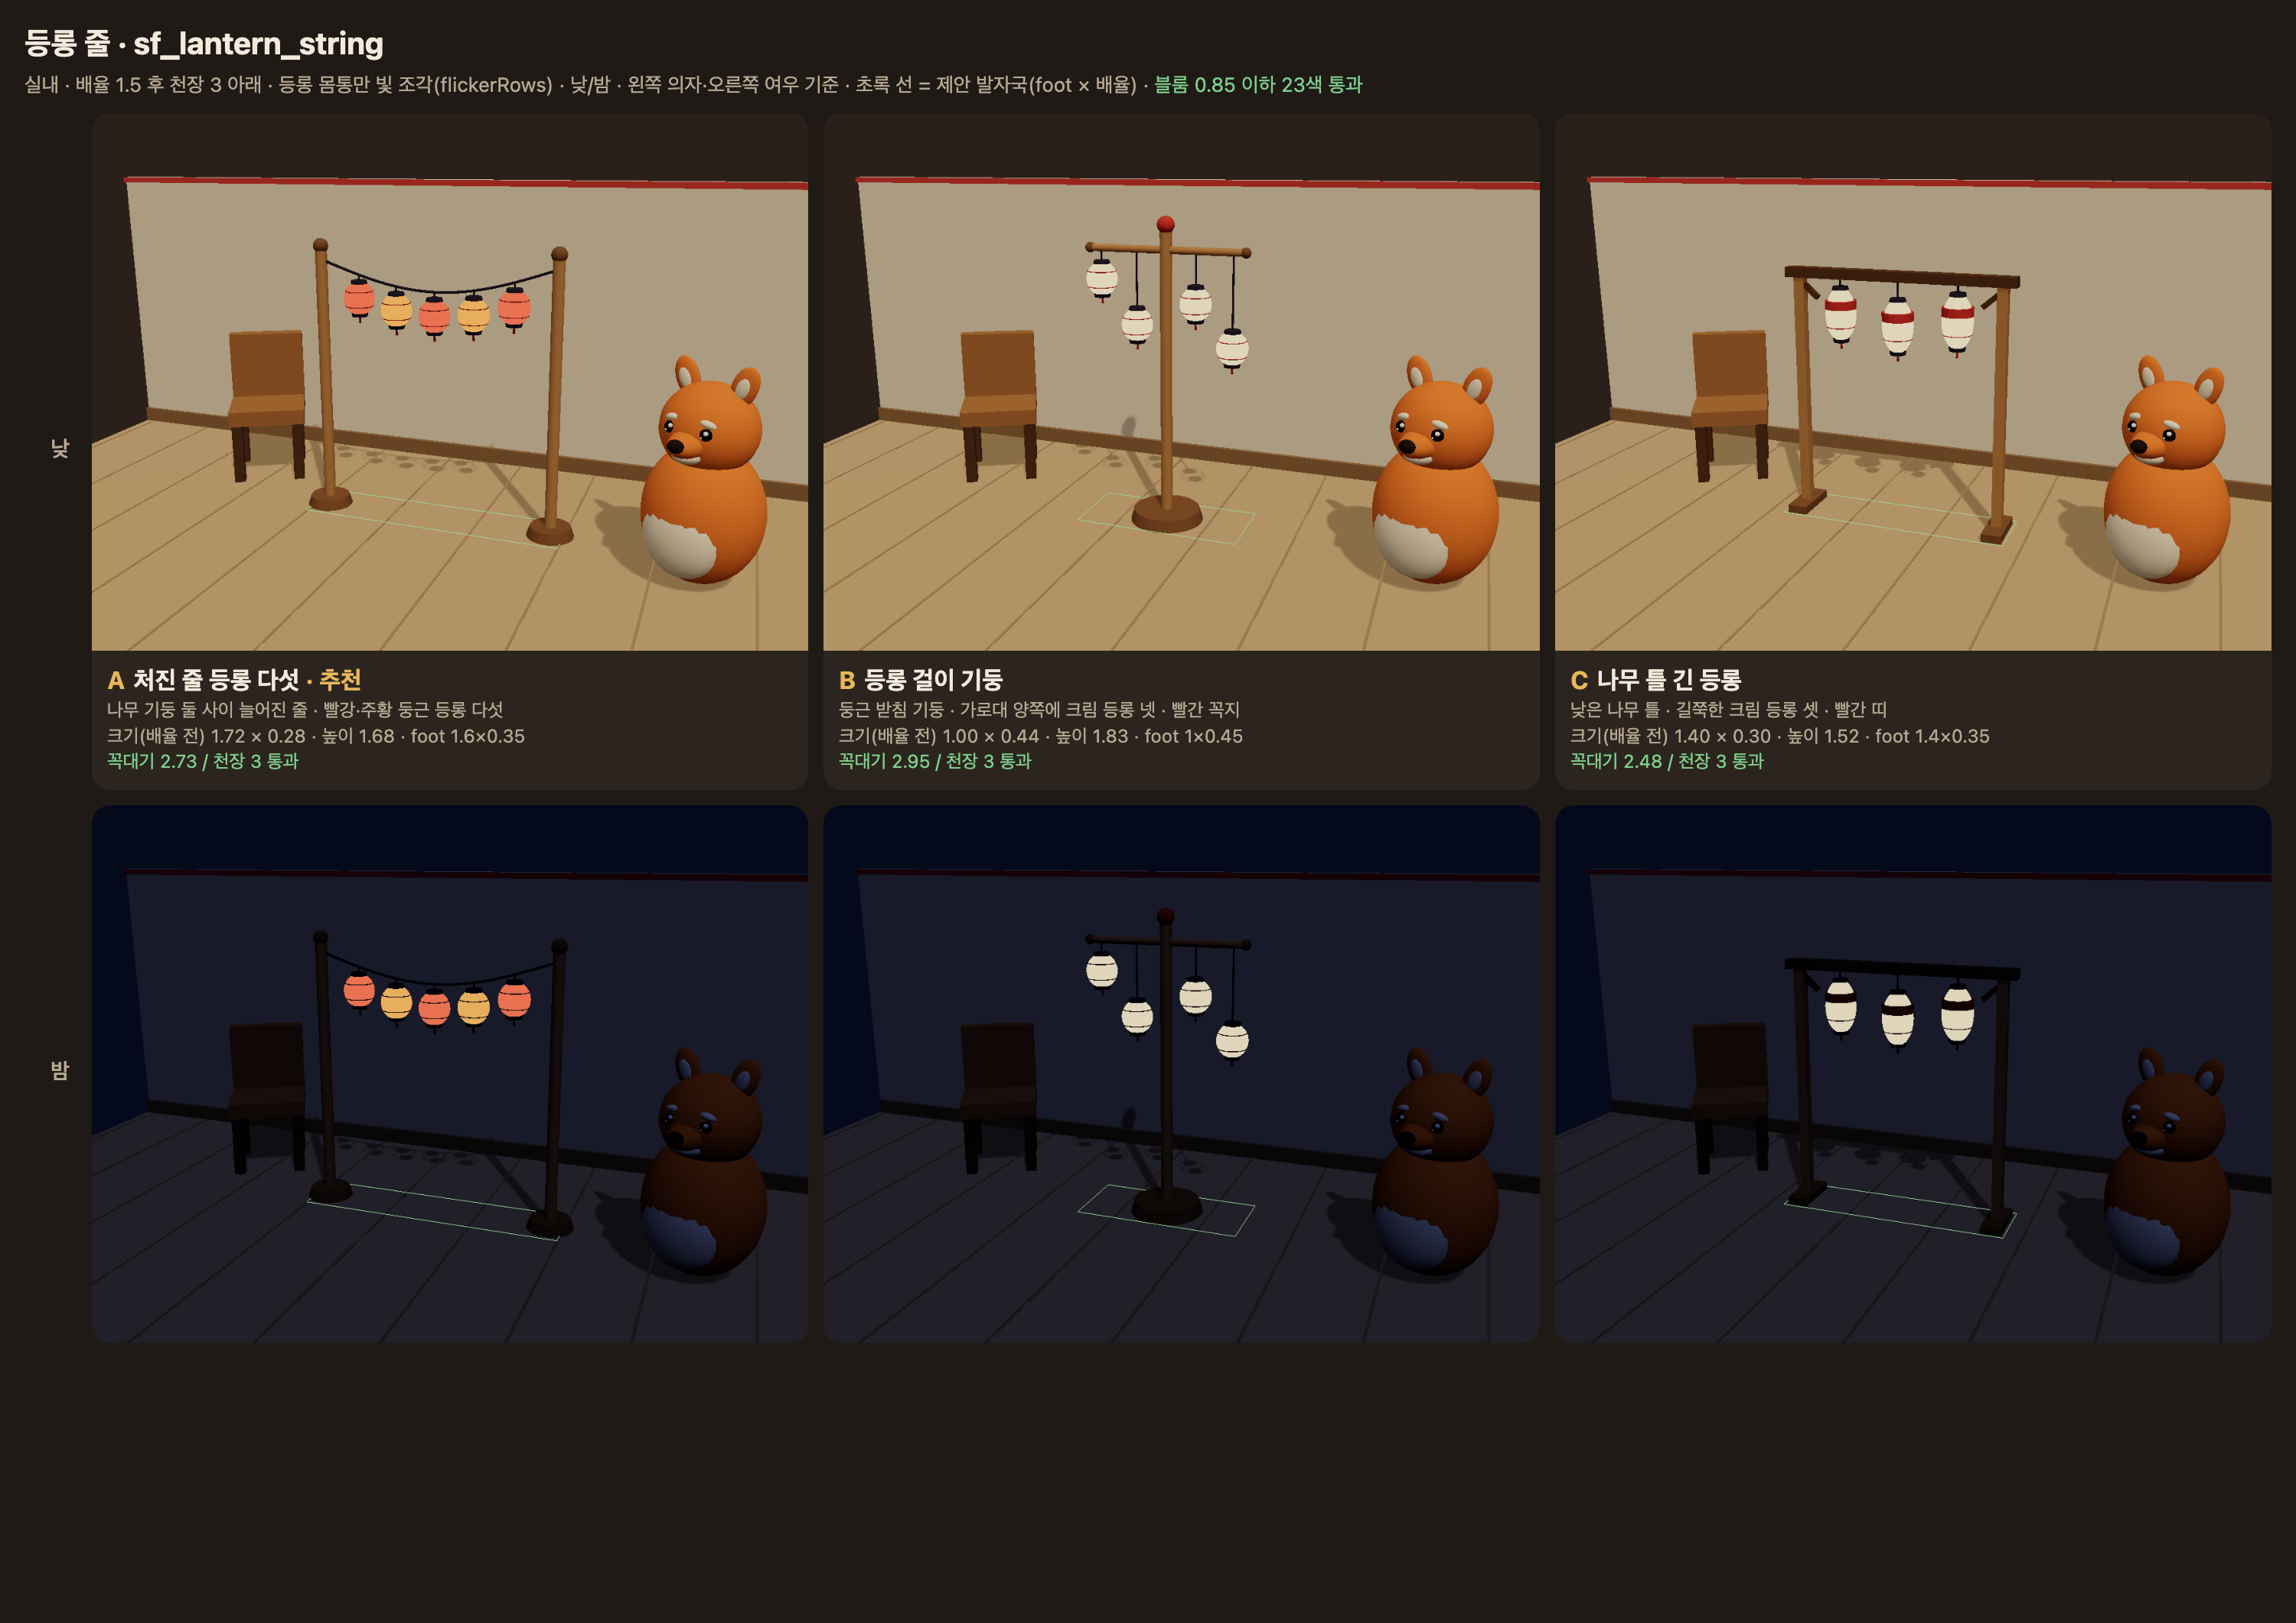 등롱 줄 · sf_lantern_string
실내 · 배율 1.5 후 천장 3 아래 · 등롱 몸통만 빛 조각(flickerRows) · 낮/밤 · 왼쪽 의자·오른쪽 여우 기준 · 초록 선 = 제안 발자국(foot × 배율) · 블룸 0.85 이하 23색 통과
낮
A 처진 줄 등롱 다섯 · 추천
나무 기둥 둘 사이 늘어진 줄 · 빨강·주황 둥근 등롱 다섯
크기(배율 전) 1.72 × 0.28 · 높이 1.68 · foot 1.6×0.35
꼭대기 2.73 / 천장 3 통과
B 등롱 걸이 기둥
둥근 받침 기둥 · 가로대 양쪽에 크림 등롱 넷 · 빨간 꼭지
크기(배율 전) 1.00 × 0.44 · 높이 1.83 · foot 1×0.45
꼭대기 2.95 / 천장 3 통과
C 나무 틀 긴 등롱
낮은 나무 틀 · 길쭉한 크림 등롱 셋 · 빨간 띠
크기(배율 전) 1.40 × 0.30 · 높이 1.52 · foot 1.4×0.35
꼭대기 2.48 / 천장 3 통과
밤